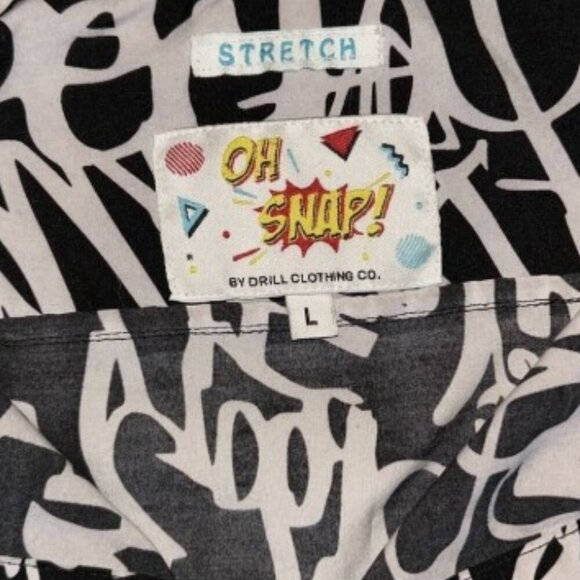 STRETCH
OH
SNAP!
BY DRILL CLOTHING CO.
L